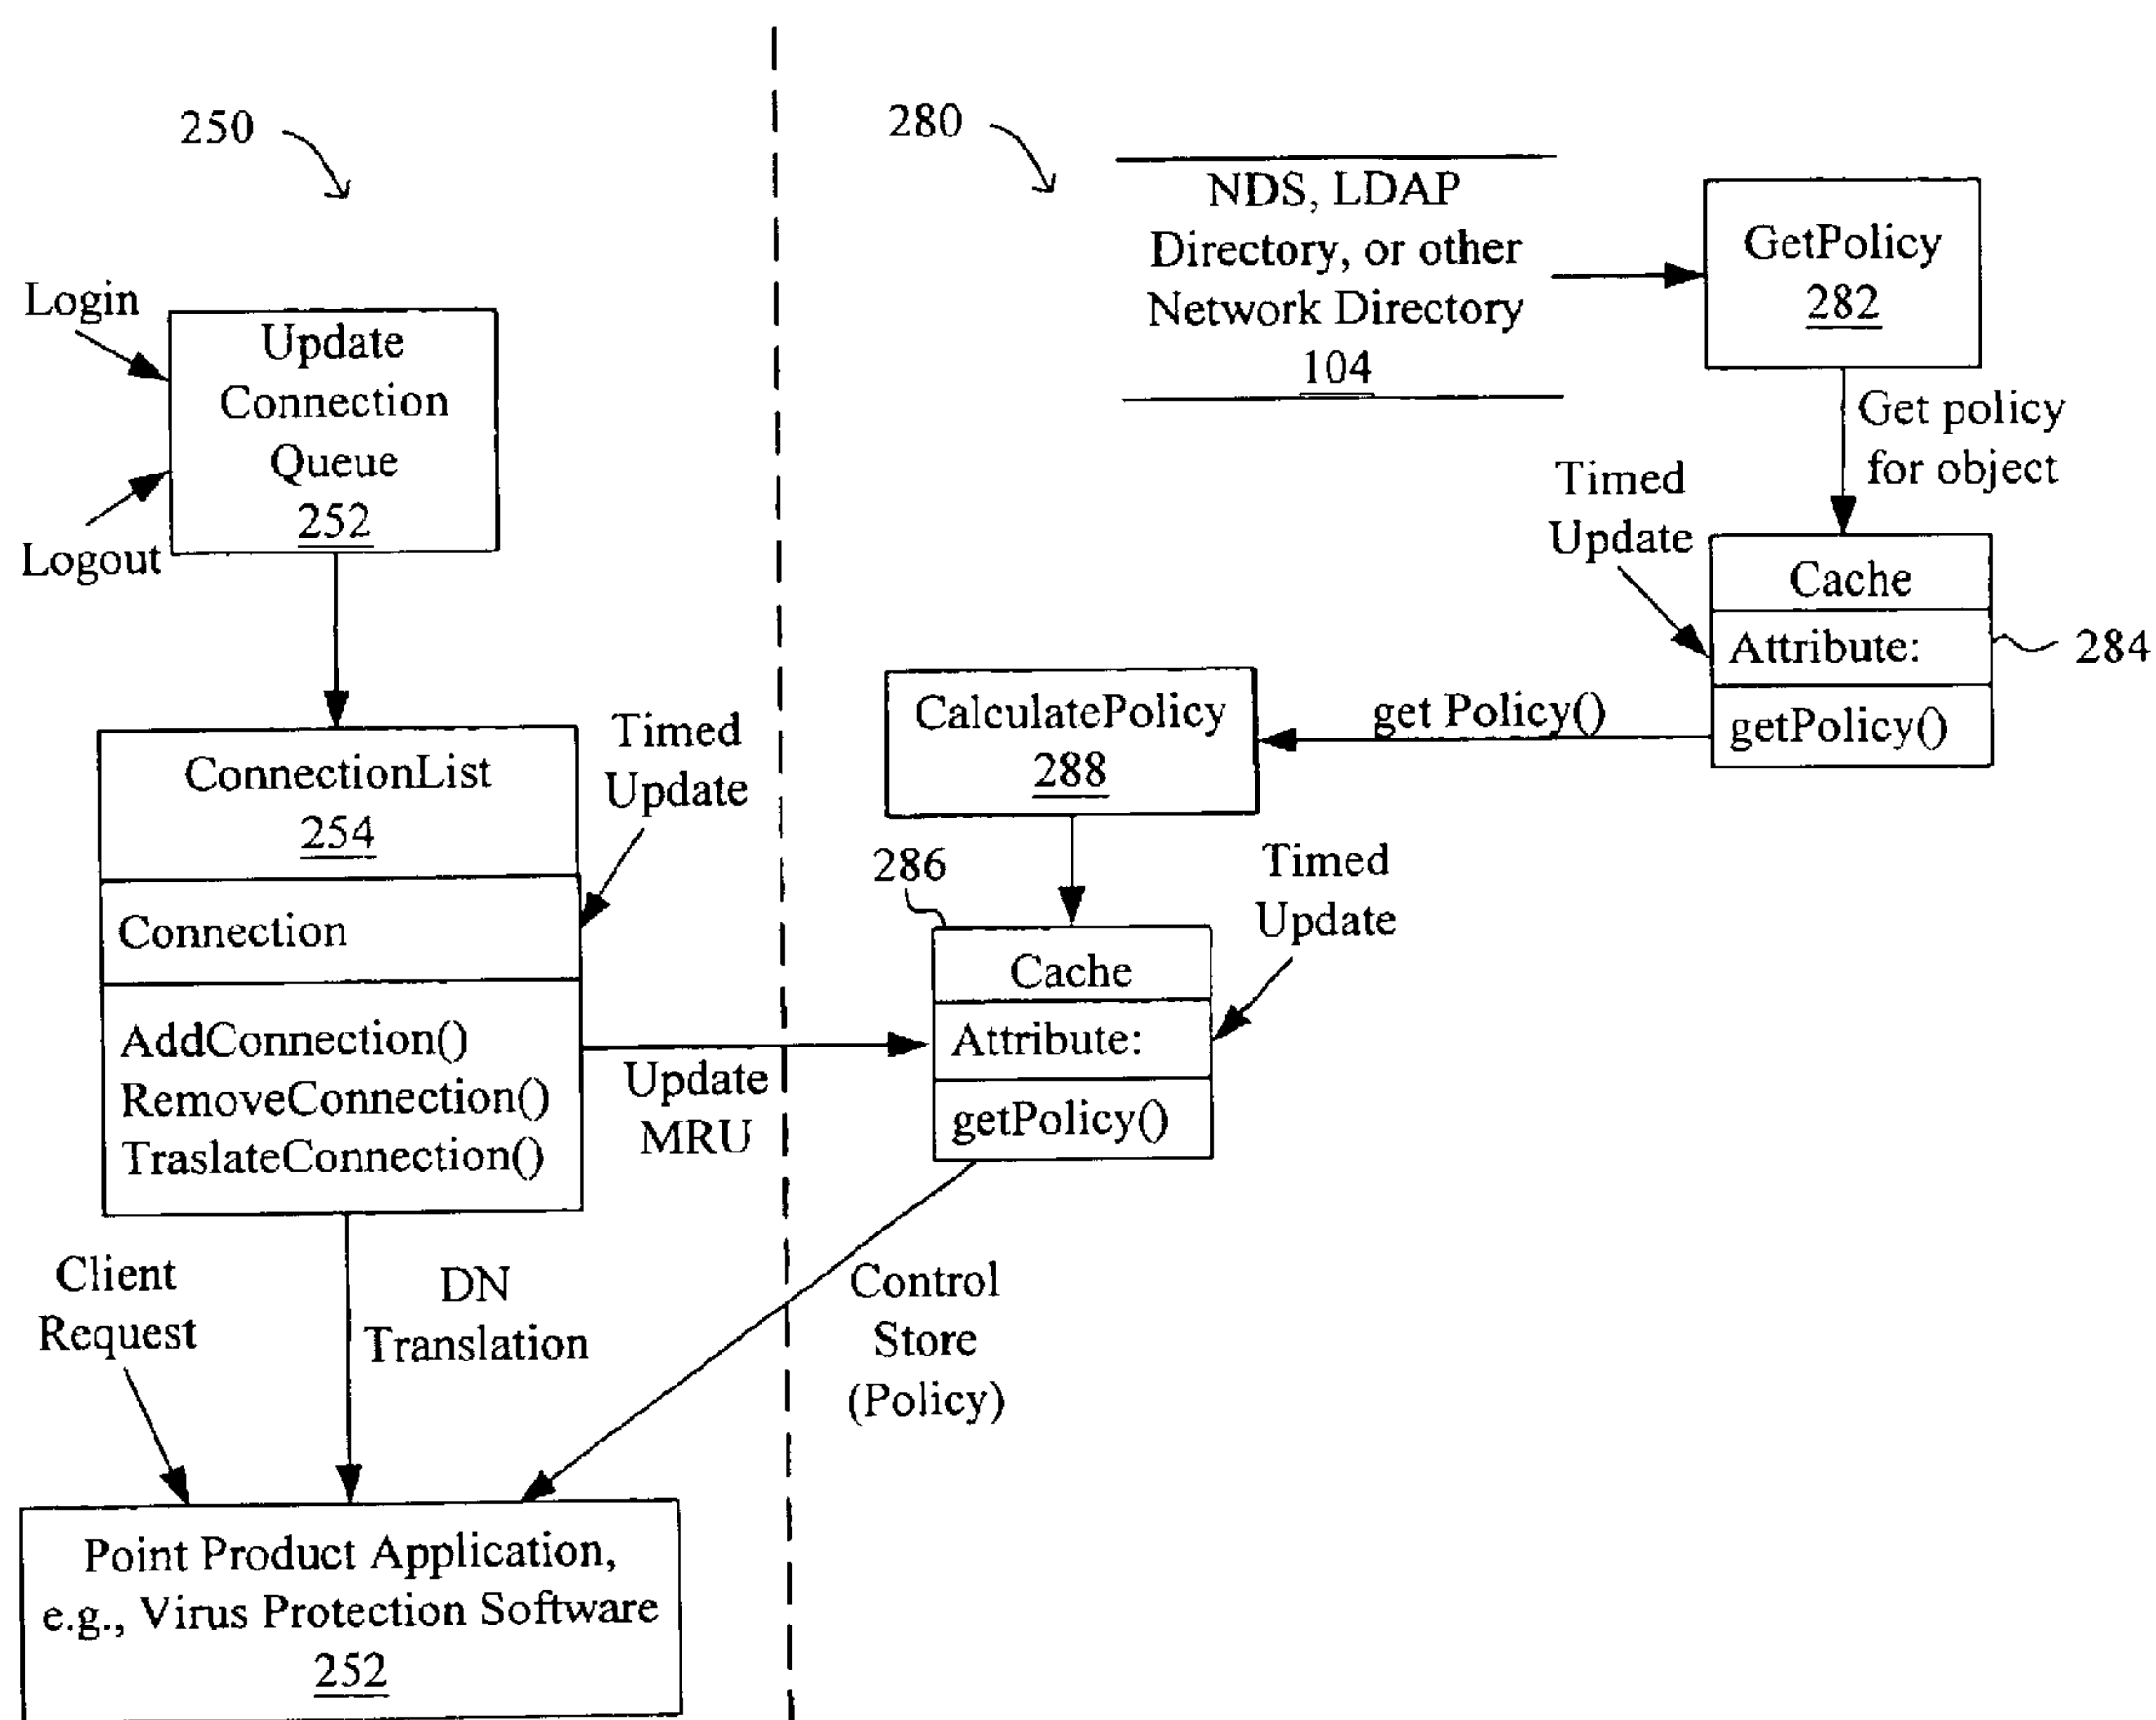 250
Login
Logout
Update
Connection
Queue
252
ConnectionList
254
Connection
AddConnection()
RemoveConnection()
TraslateConnection()
Timed
Update
Update
MRU
Client
Request
DN
Translation
Point Product Application,
e.g., Virus Protection Software
252
280
NDS, LDAP
Directory, or other
Network Directory
104
GetPolicy
282
Get policy
for object
Timed
Update
Cache
Attribute:
getPolicy()
284
get Policy()
CalculatePolicy
288
286
Timed
Update
Cache
Attribute:
getPolicy()
Control
Store
(Policy)